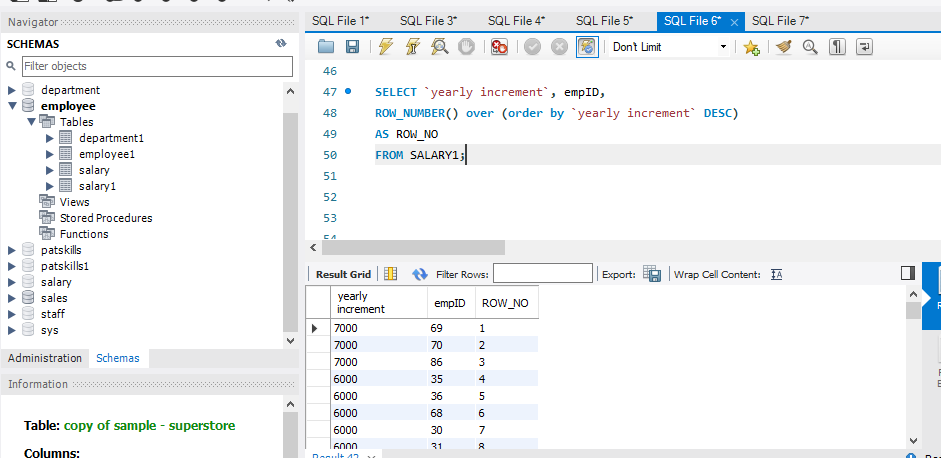 Navigator
SCHEMAS
Filter objects
department
employee
Tables
department1
employee1
salary
salary1
Views
Stored Procedures
Functions
patskills
patskills1
salary
sales
staff
sys
Administration Schemas
Information
Table: copy of sample - superstore
Columns:
SQL File 1* SQL File 3* SQL File 4* SQL File 5* SQL File 6* SQL File 7*
Don't Limit
46
47 SELECT `yearly increment`, empID,
48 ROW_NUMBER() over (order by `yearly increment` DESC)
49 AS ROW_NO
50 FROM SALARY1;
51
52
53
54
Result Grid Filter Rows: Export: Wrap Cell Content:
yearly increment empID ROW_NO
7000 69 1
7000 70 2
7000 86 3
6000 35 4
6000 36 5
6000 68 6
6000 30 7
6000 31 8